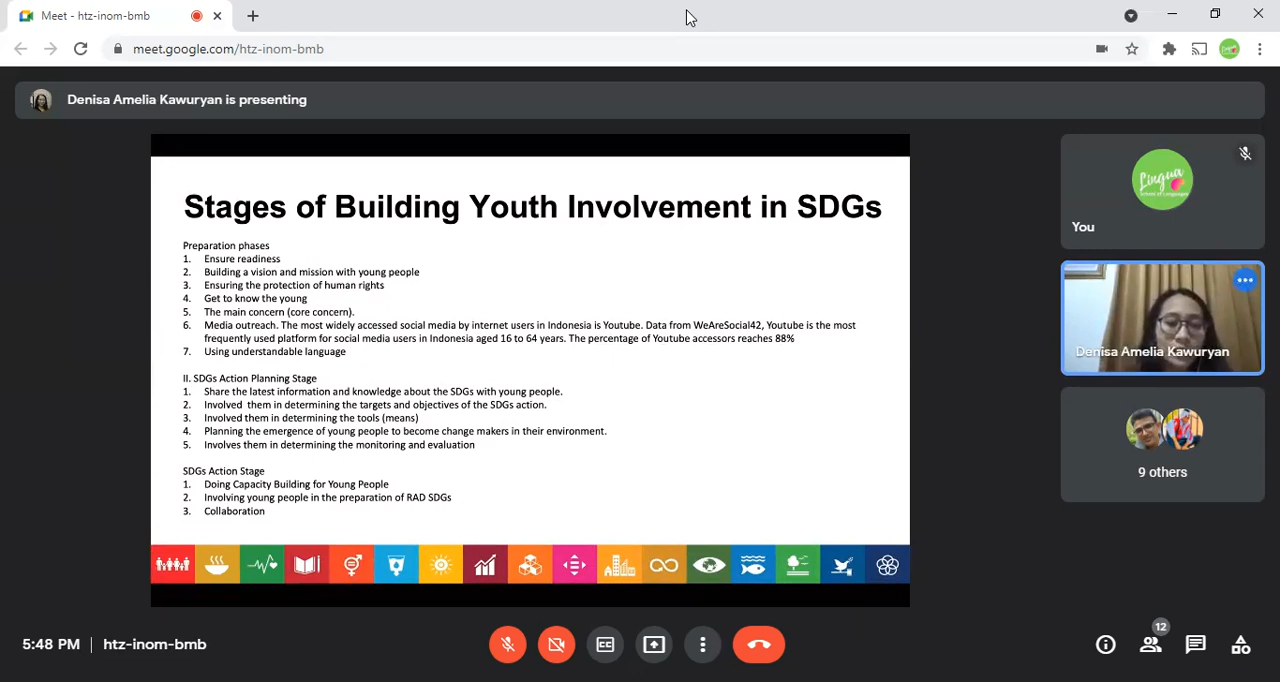 Meet - htz-inom-bmb
meet.google.com/htz-inom-bmb
Denisa Amelia Kawuryan is presenting
Stages of Building Youth Involvement in SDGs
Preparation phases
1. Ensure readiness
2. Building a vision and mission with young people
3. Ensuring the protection of human rights
4. Get to know the young
5. The main concern (core concern).
6. Media outreach. The most widely accessed social media by internet users in Indonesia is Youtube. Data from WeAreSocial42, Youtube is the most
frequently used platform for social media users in Indonesia aged 16 to 64 years. The percentage of Youtube accessors reaches 88%
7. Using understandable language
II. SDGs Action Planning Stage
1. Share the latest information and knowledge about the SDGs with young people.
2. Involved them in determining the targets and objectives of the SDGs action.
3. Involved them in determining the tools (means)
4. Planning the emergence of young people to become change makers in their environment.
5. Involves them in determining the monitoring and evaluation
SDGs Action Stage
1. Doing Capacity Building for Young People
2. Involving young people in the preparation of RAD SDGs
3. Collaboration
Lingua
School of Languages
You
Denisa Amelia Kawuryan
9 others
5:48 PM | htz-inom-bmb
CC
12